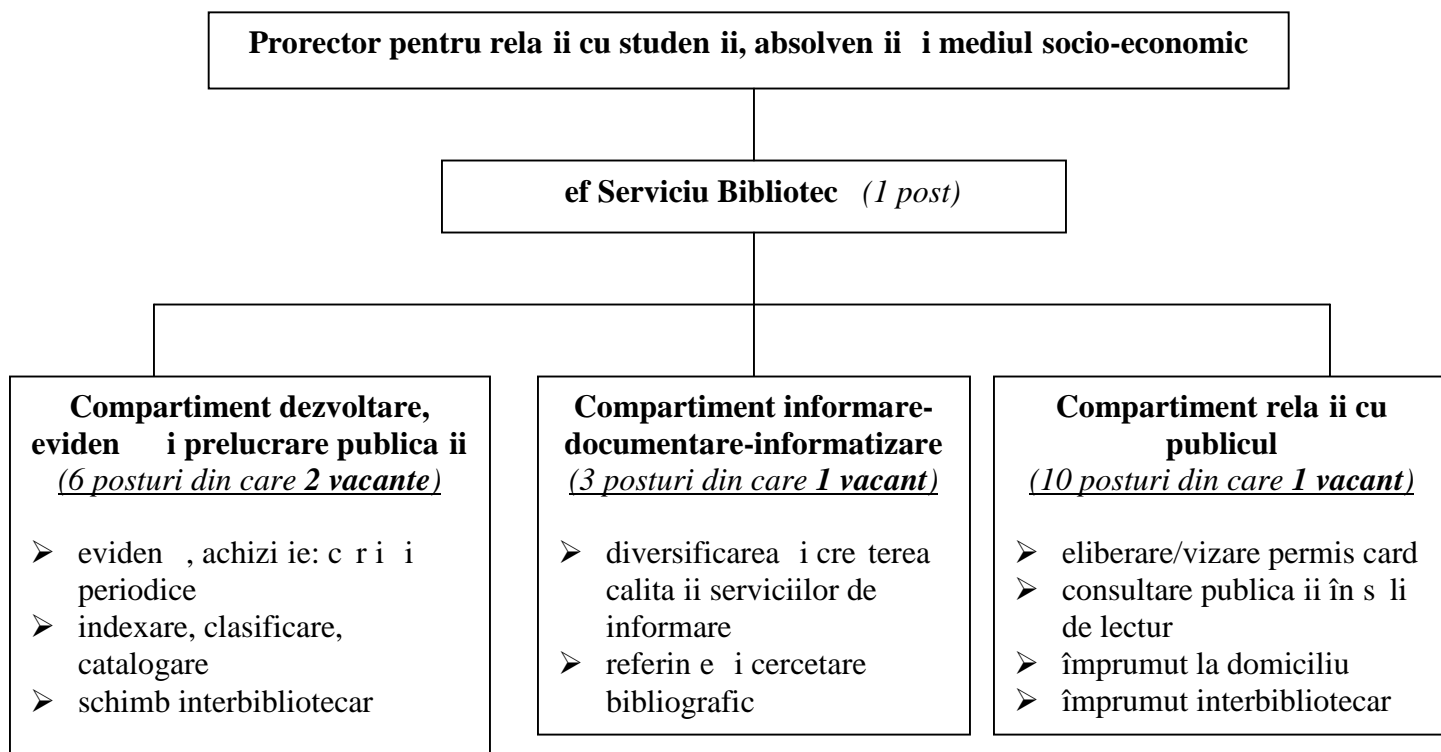 Prorector pentru rela ii cu studen ii, absolven ii i mediul socio-economic
ef Serviciu Bibliotec (1 post)
Compartiment dezvoltare,
eviden i prelucrare publica ii
(6 posturi din care 2 vacante)
➢ eviden , achizi ie: c r i i
periodice
➢ indexare, clasificare,
catalogare
➢ schimb interbibliotecar
Compartiment informare-
documentare-informatizare
(3 posturi din care 1 vacant)
➢ diversificarea i cre terea
calita ii serviciilor de
informare
➢ referin e i cercetare
bibliografic
Compartiment rela ii cu
publicul
(10 posturi din care 1 vacant)
➢ eliberare/vizare permis card
➢ consultare publica ii în s li
de lectur
➢ împrumut la domiciliu
➢ împrumut interbibliotecar